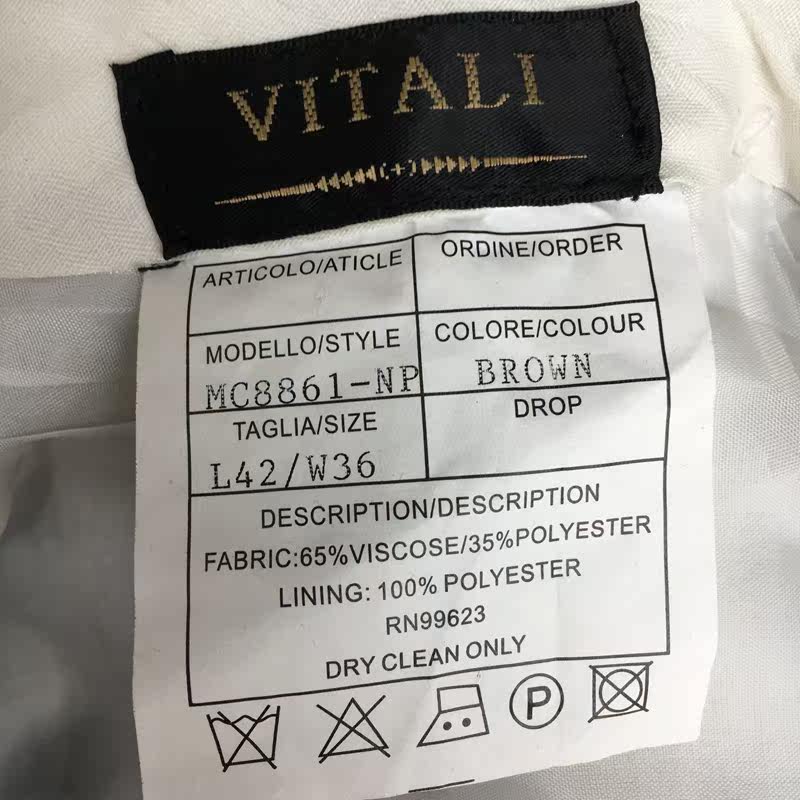 VITALI
ARTICOLO/ATICLE
ORDINE/ORDER
MODELLO/STYLE
MC8861-NP
COLORE/COLOUR
BROWN
TAGLIA/SIZE
L42/W36
DROP
DESCRIPTION/DESCRIPTION
FABRIC:65%VISCOSE/35%POLYESTER
LINING: 100% POLYESTER
RN99623
DRY CLEAN ONLY
P